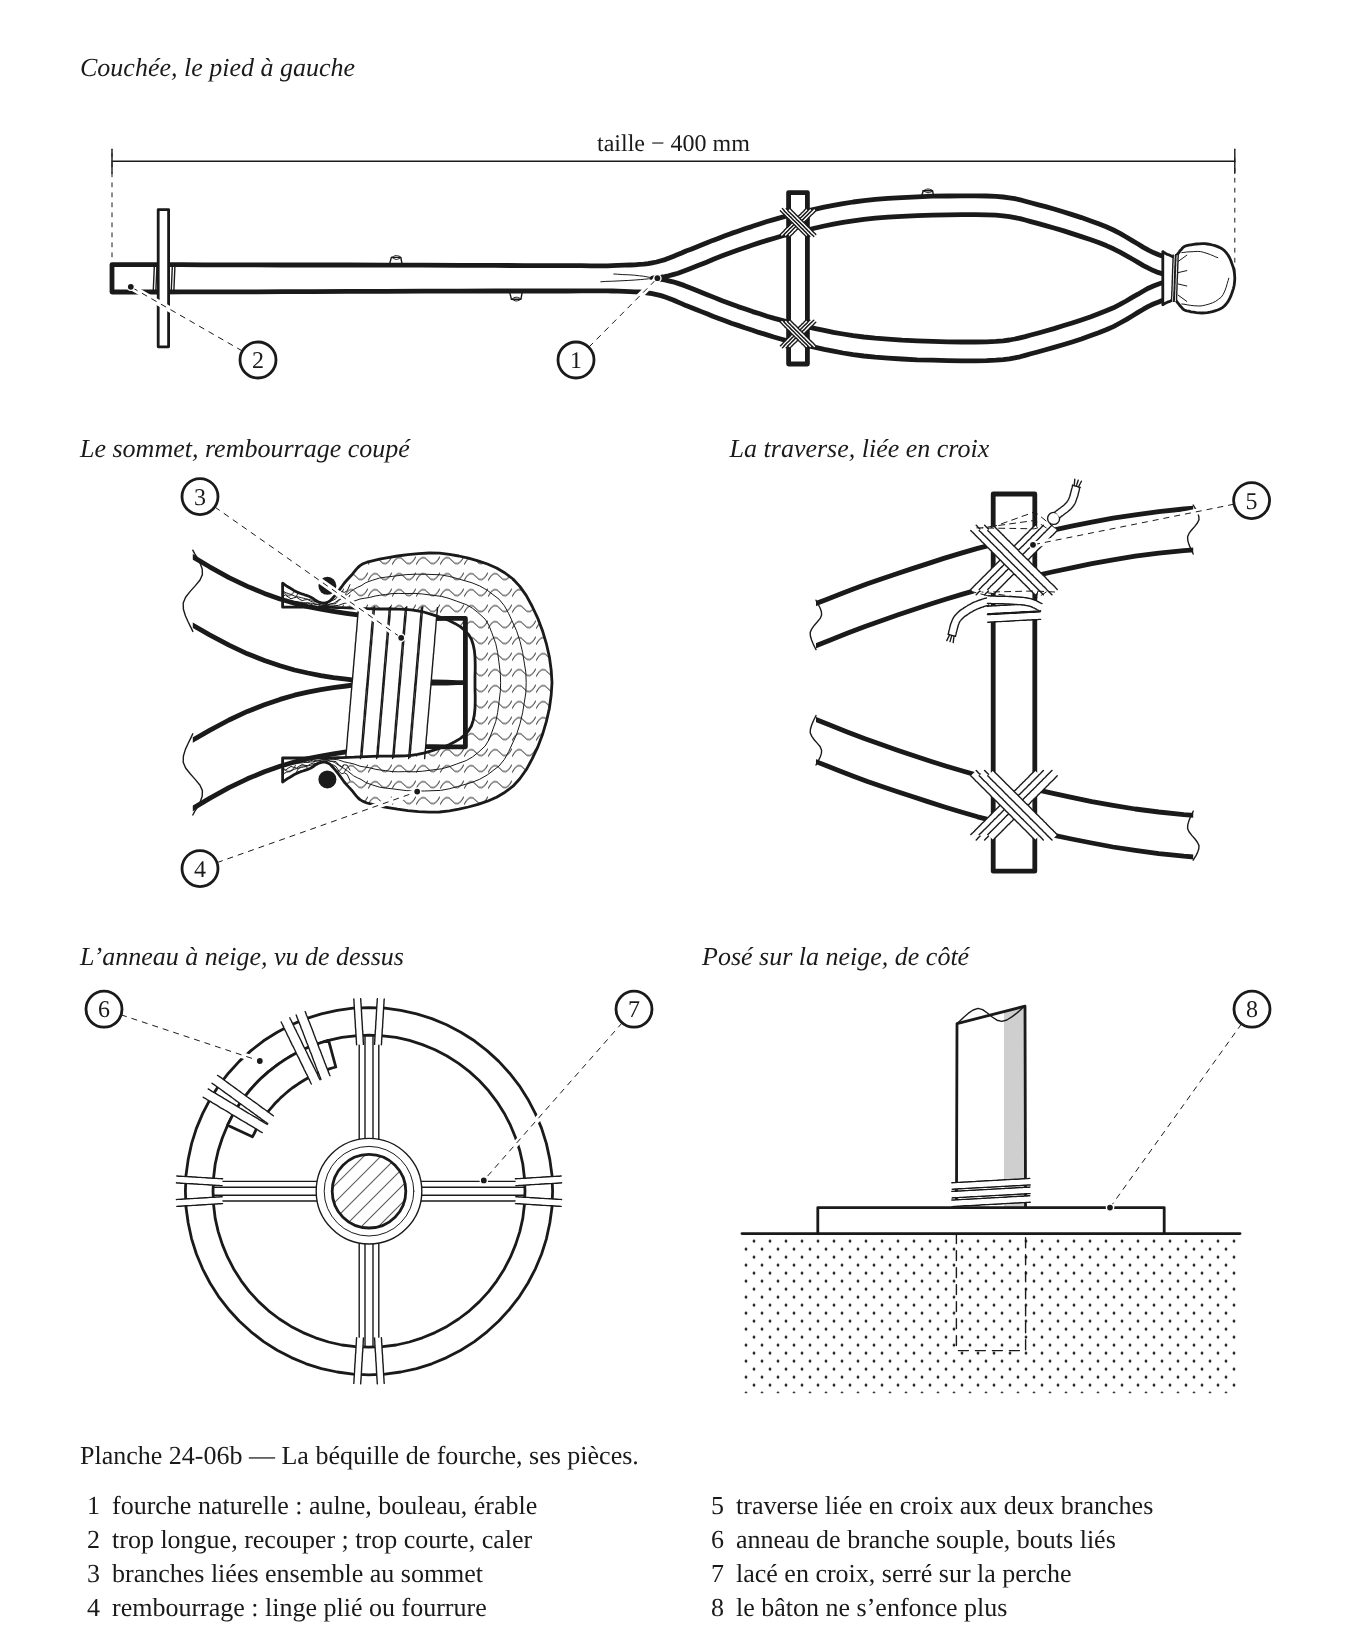 Couchée, le pied à gauche
taille − 400 mm
2
1
Le sommet, rembourrage coupé
La traverse, liée en croix
3
5
4
L’anneau à neige, vu de dessus
Posé sur la neige, de côté
6
7
8
Planche 24-06b — La béquille de fourche, ses pièces.
1 fourche naturelle : aulne, bouleau, érable
2 trop longue, recouper ; trop courte, caler
3 branches liées ensemble au sommet
4 rembourrage : linge plié ou fourrure
5 traverse liée en croix aux deux branches
6 anneau de branche souple, bouts liés
7 lacé en croix, serré sur la perche
8 le bâton ne s’enfonce plus